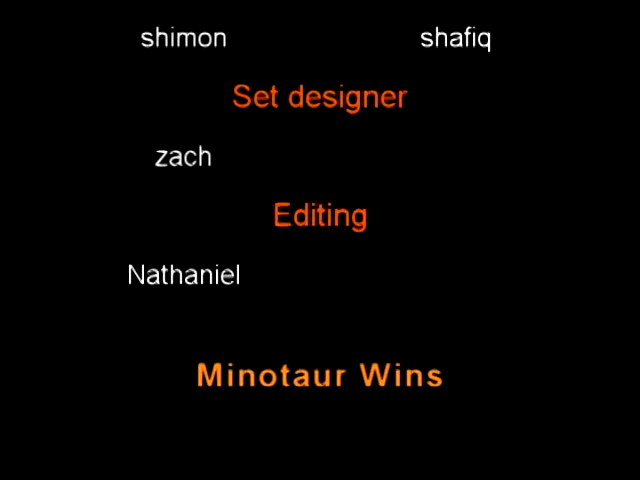 shimon shafiq
Set designer
zach
Editing
Nathaniel
Minotaur Wins